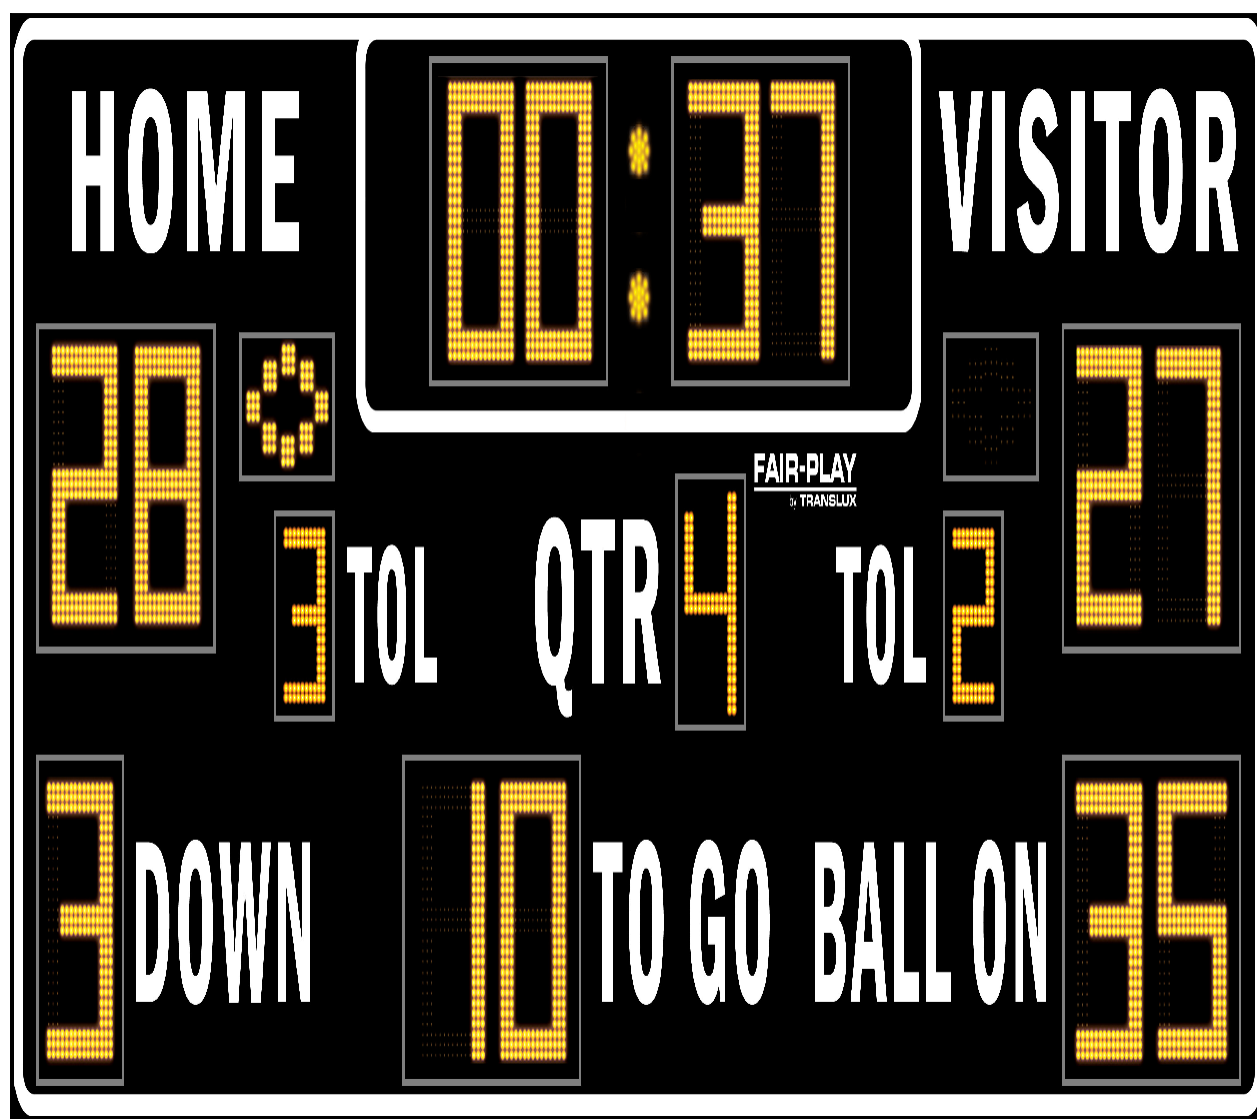 HOME 00:37 VISITOR
28 27
FAIR-PLAY
by TRANSLUX
3 TOL QTR 4 TOL 2
3 DOWN 10 TO GO BALL ON 35